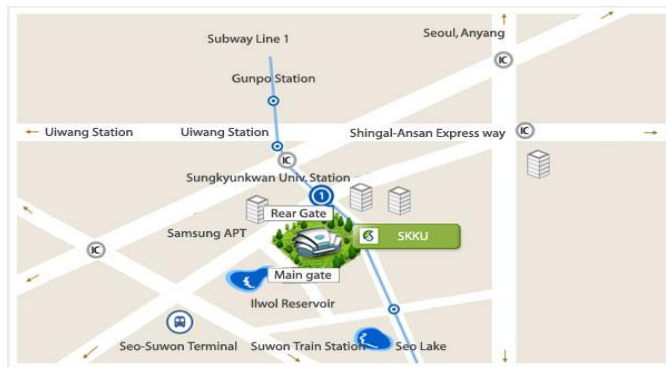 Seoul, Anyang
Subway Line 1
IC
Gunpo Station
Uiwang Station
Uiwang Station
Shingal-Ansan Express way
IC
IC
Sungkyunkwan Univ. Station
1
Rear Gate
Samsung APT
SKKU
IC
Main gate
Ilwol Reservoir
Seo-Suwon Terminal
Suwon Train Station
Seo Lake